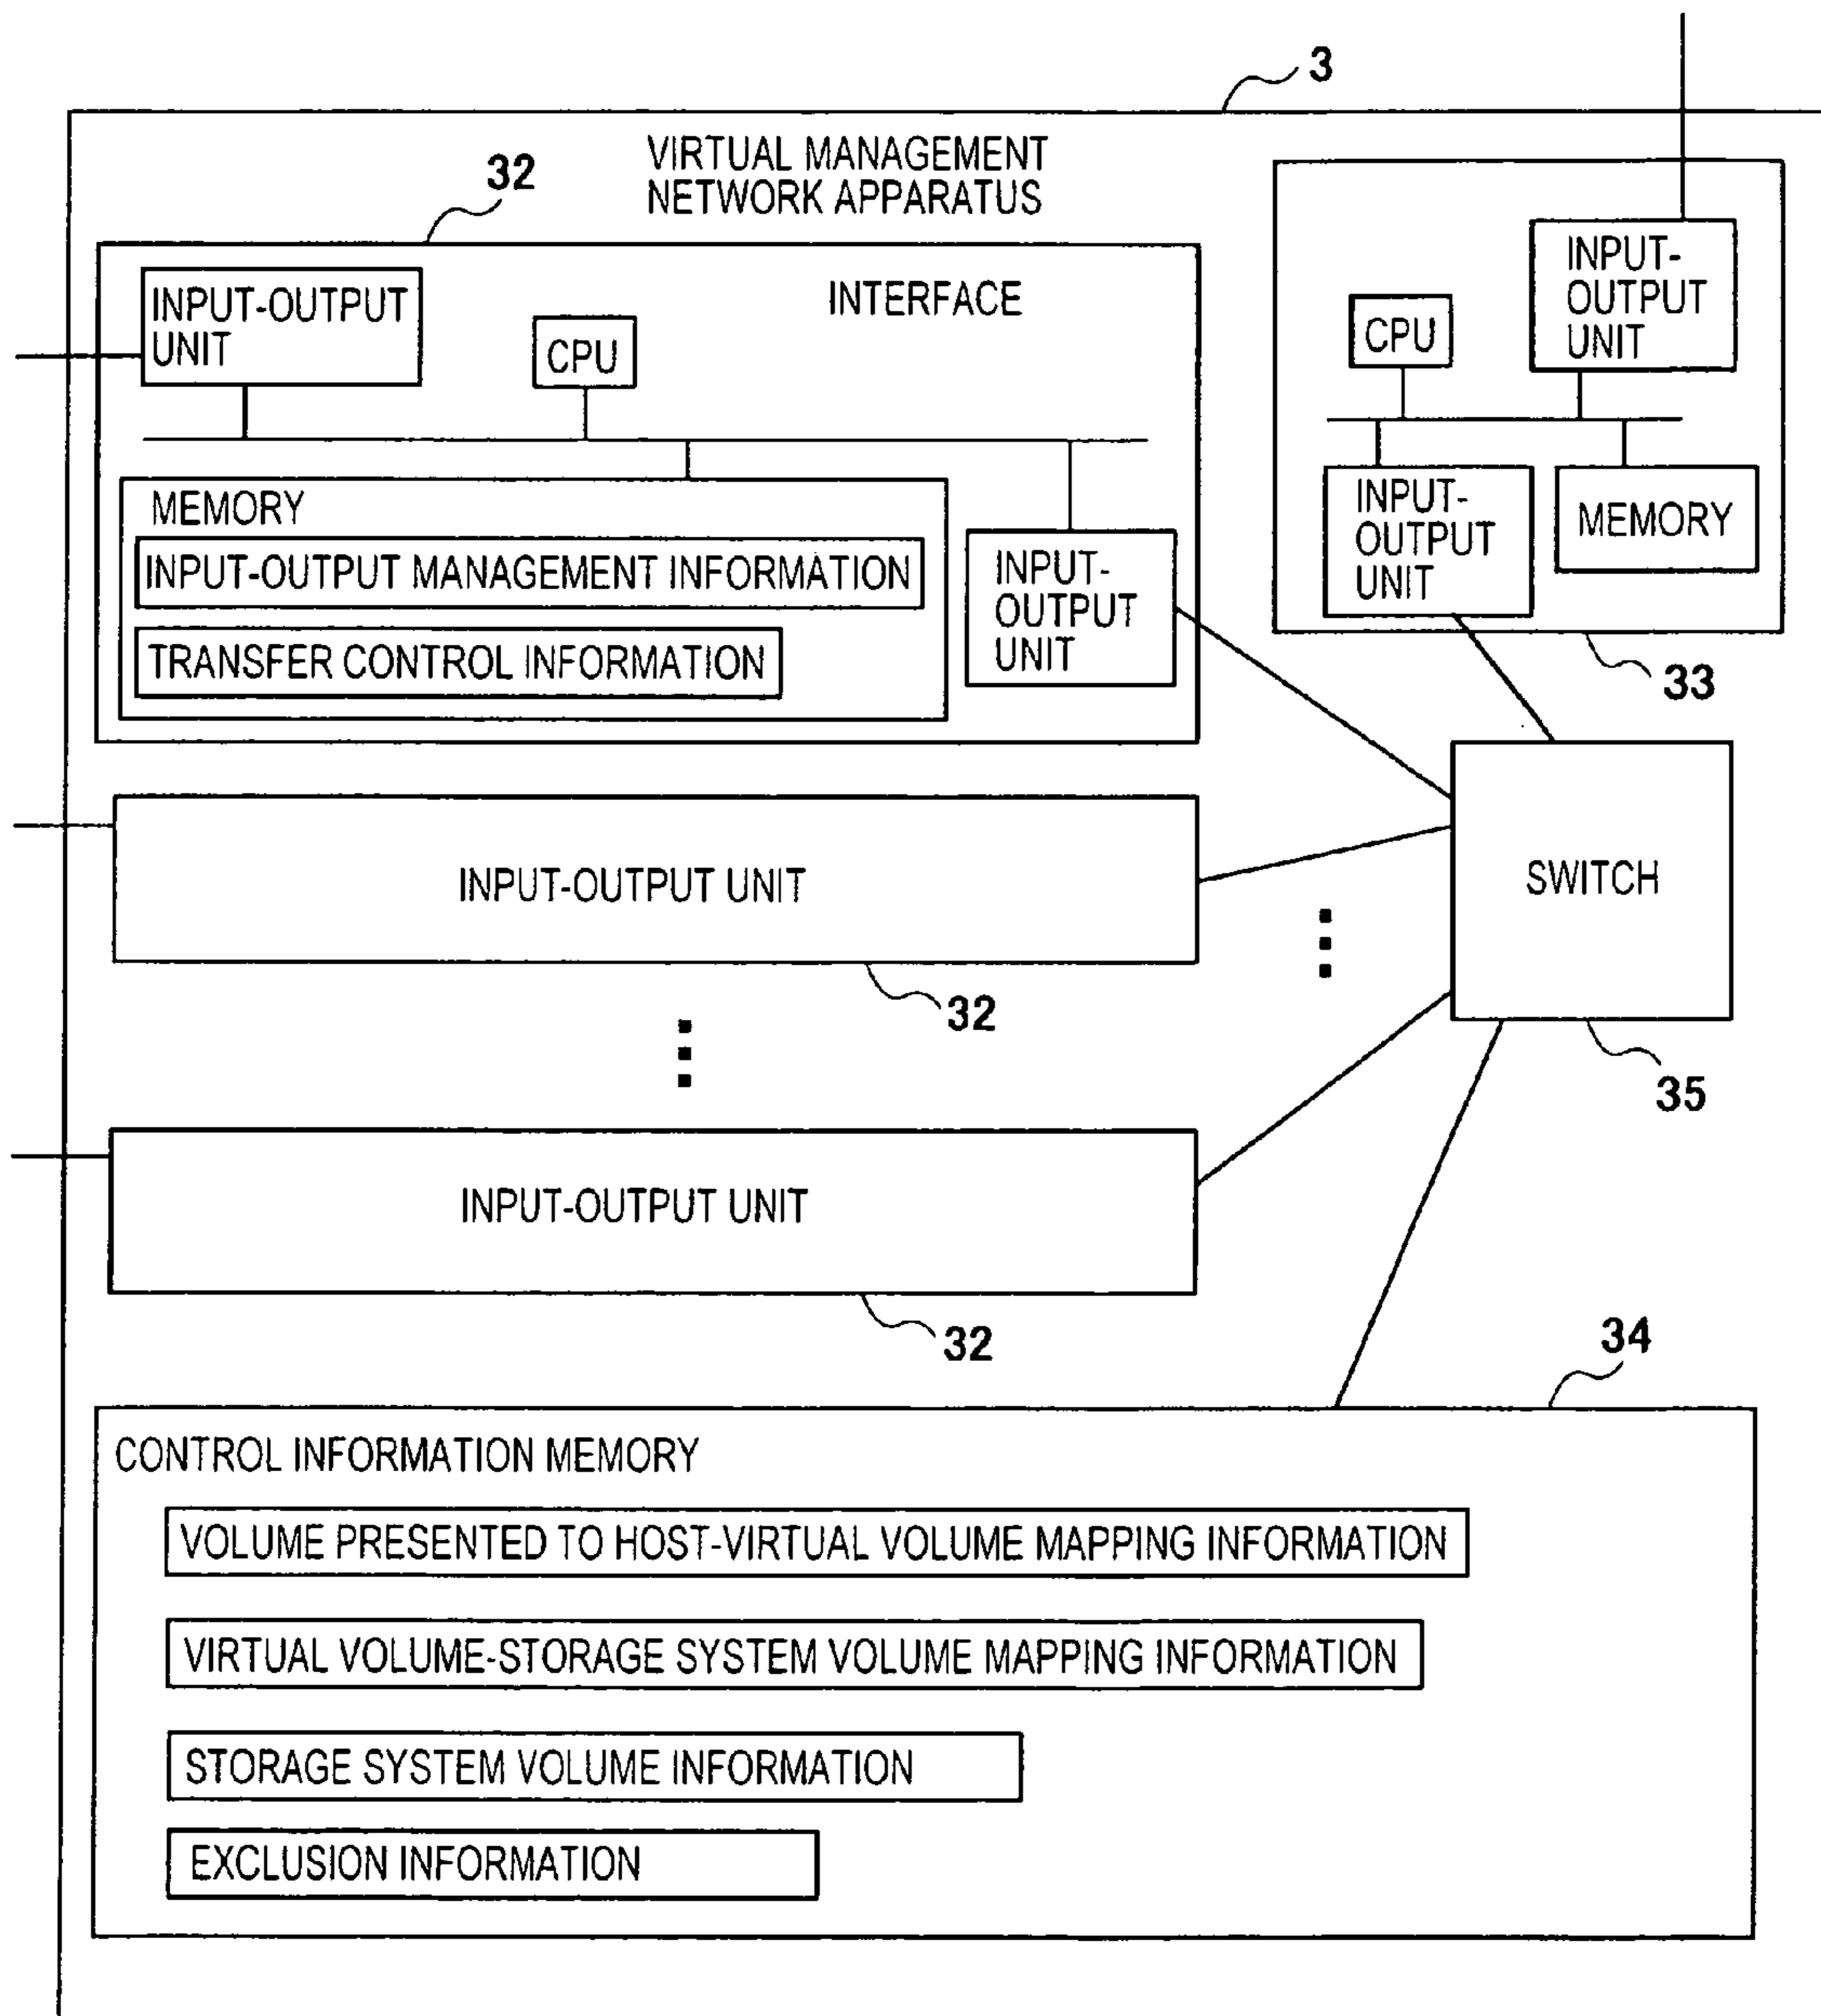 3
VIRTUAL MANAGEMENT
NETWORK APPARATUS
32
INTERFACE
INPUT-OUTPUT
UNIT
CPU
MEMORY
INPUT-OUTPUT MANAGEMENT INFORMATION
TRANSFER CONTROL INFORMATION
INPUT-
OUTPUT
UNIT
INPUT-
OUTPUT
UNIT
CPU
INPUT-
OUTPUT
UNIT
MEMORY
33
INPUT-OUTPUT UNIT
32
SWITCH
35
INPUT-OUTPUT UNIT
32
34
CONTROL INFORMATION MEMORY
VOLUME PRESENTED TO HOST-VIRTUAL VOLUME MAPPING INFORMATION
VIRTUAL VOLUME-STORAGE SYSTEM VOLUME MAPPING INFORMATION
STORAGE SYSTEM VOLUME INFORMATION
EXCLUSION INFORMATION